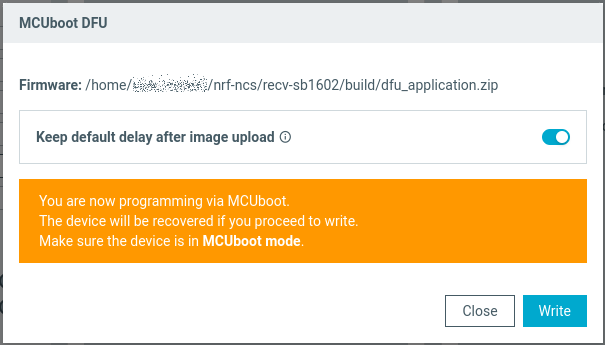 MCUboot DFU
Firmware: /home/ /nrf-ncs/recv-sb1602/build/dfu_application.zip
Keep default delay after image upload
You are now programming via MCUboot.
The device will be recovered if you proceed to write.
Make sure the device is in MCUboot mode.
Close Write